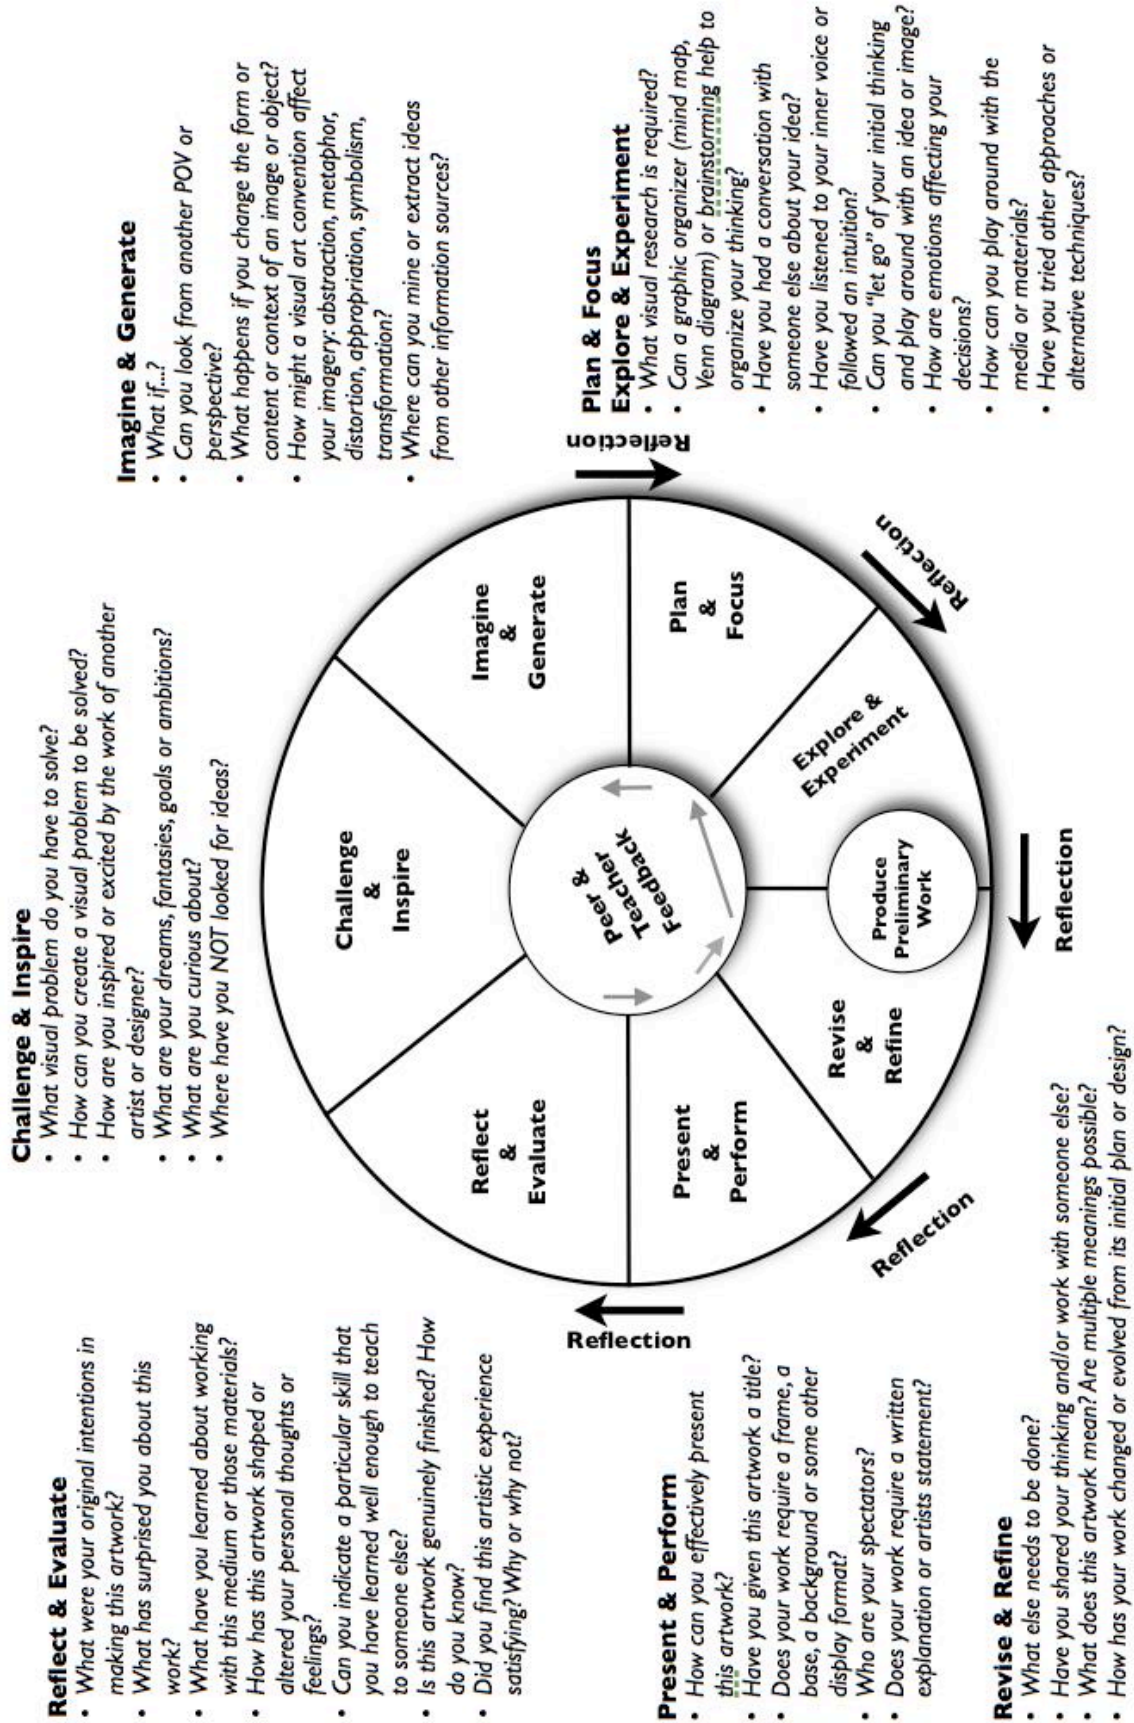 Challenge & Inspire
• What visual problem do you have to solve?
• How can you create a visual problem to be solved?
• How are you inspired or excited by the work of another
artist or designer?
• What are your dreams, fantasies, goals or ambitions?
• What are you curious about?
• Where have you NOT looked for ideas?
Imagine & Generate
• What if...?
• Can you look from another POV or
perspective?
• What happens if you change the form or
content or context of an image or object?
• How might a visual art convention affect
your imagery: abstraction, metaphor,
distortion, appropriation, symbolism,
transformation?
• Where can you mine or extract ideas
from other information sources?
Plan & Focus
Explore & Experiment
• What visual research is required?
• Can a graphic organizer (mind map,
Venn diagram) or brainstorming help to
organize your thinking?
• Have you had a conversation with
someone else about your idea?
• Have you listened to your inner voice or
followed an intuition?
• Can you "let go" of your initial thinking
and play around with an idea or image?
• How are emotions affecting your
decisions?
• How can you play around with the
media or materials?
• Have you tried other approaches or
alternative techniques?
Reflect & Evaluate
• What were your original intentions in
making this artwork?
• What has surprised you about this
work?
• What have you learned about working
with this medium or those materials?
• How has this artwork shaped or
altered your personal thoughts or
feelings?
• Can you indicate a particular skill that
you have learned well enough to teach
to someone else?
• Is this artwork genuinely finished? How
do you know?
• Did you find this artistic experience
satisfying? Why or why not?
Present & Perform
• How can you effectively present
this artwork?
• Have you given this artwork a title?
• Does your work require a frame, a
base, a background or some other
display format?
• Who are your spectators?
• Does your work require a written
explanation or artists statement?
Revise & Refine
• What else needs to be done?
• Have you shared your thinking and/or work with someone else?
• What does this artwork mean? Are multiple meanings possible?
• How has your work changed or evolved from its initial plan or design?
Challenge
&
Inspire
Imagine
&
Generate
Plan
&
Focus
Explore &
Experiment
Produce
Preliminary
Work
Revise
&
Refine
Present
&
Perform
Reflect
&
Evaluate
Peer &
Teacher
Feedback
Reflection
Reflection
Reflection
Reflection
Reflection